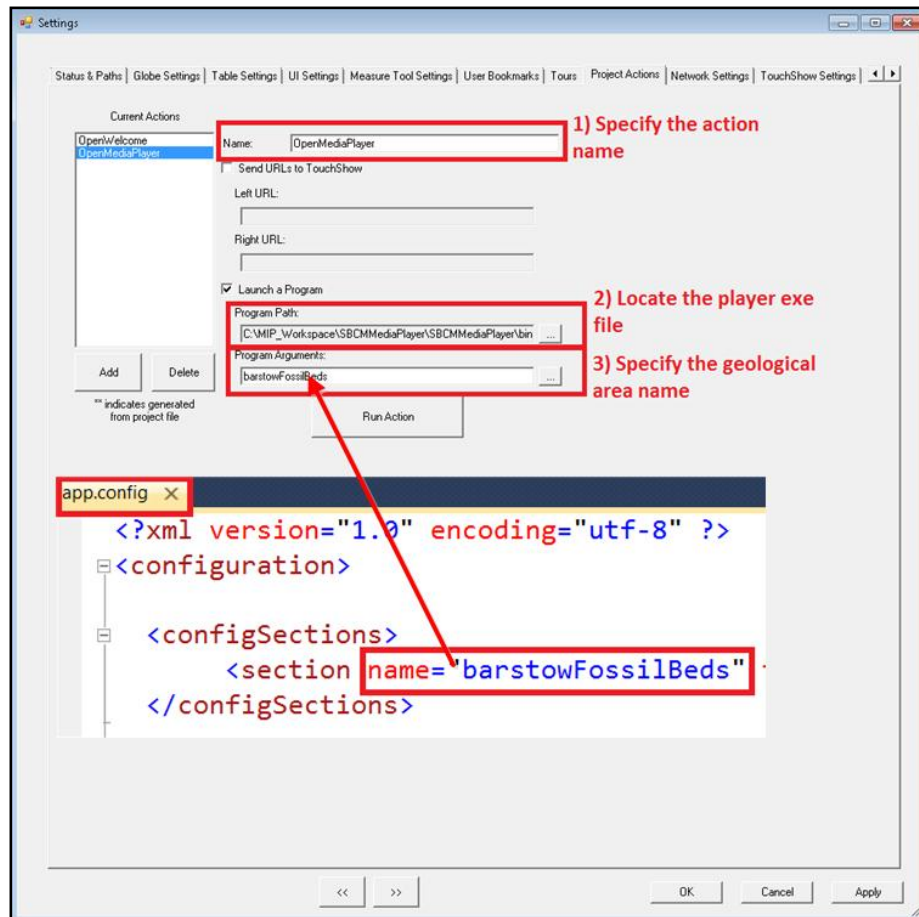 Settings
Status & Paths Globe Settings Table Settings UI Settings Measure Tool Settings User Bookmarks Tours Project Actions Network Settings TouchShow Settings
Current Actions
OpenWelcome
OpenMediaPlayer
Name: OpenMediaPlayer
1) Specify the action
name
Send URLs to TouchShow
Left URL:
Right URL:
Launch a Program
Program Path:
C:\MIP_Workspace\SBCMMediaPlayer\SBCMMediaPlayer\bin ...
2) Locate the player exe
file
Program Arguments:
barstowFossilBeds ...
3) Specify the geological
area name
Add Delete
"" indicates generated
from project file
Run Action
app.config
<?xml version="1.0" encoding="utf-8" ?>
<configuration>
<configSections>
<section name="barstowFossilBeds"
</configSections>
<< >>
OK Cancel Apply